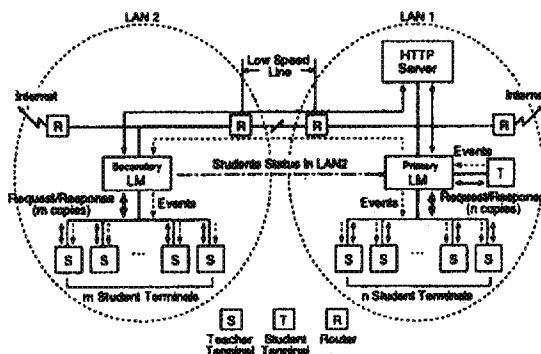 LAN 2
LAN 1
Low Speed
Line
HTTP
Server
Internet
R
R
R
Interne
R
Secondary
LM
Students Status in LAN2
Primary
LM
Events
T
Request/Response
(m copies)
Events
Events
Request/Response
(n copies)
S
S
...
S
S
S
S
...
S
S
m Student Terminals
n Student Terminals
S
T
R
Teacher
Terminal
Student
Terminal
Router